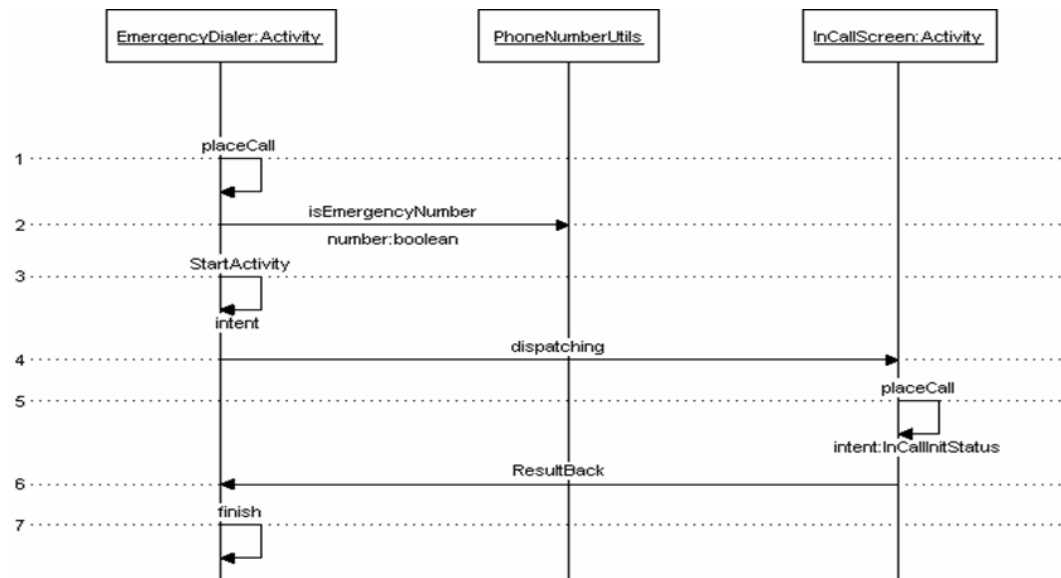 EmergencyDialer:Activity
PhoneNumberUtils
InCallScreen:Activity
placeCall
1
isEmergencyNumber
2
number:boolean
StartActivity
3
intent
dispatching
4
placeCall
5
intent:InCallInitStatus
ResultBack
6
finish
7